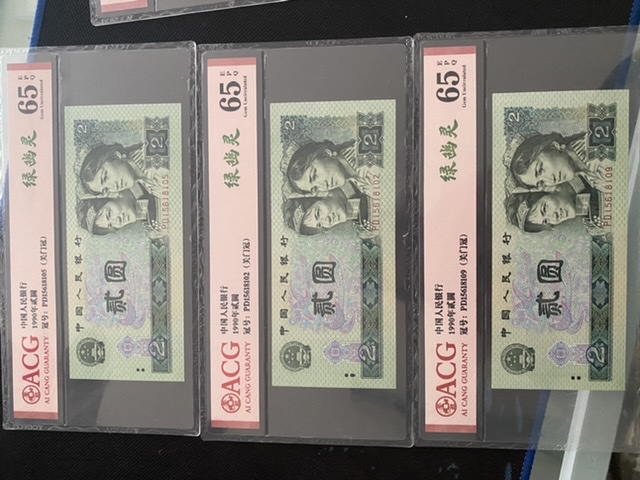 ACG
AI CANG GUARANTY
中国人民银行
1990年贰圆
冠号：PD15618105（关门冠）
绿幽灵
65
E
P
Q
Gem Uncirculated
中国人民银行
贰圆
2
2
PD15618105
ACG
AI CANG GUARANTY
中国人民银行
1990年贰圆
冠号：PD15618102（关门冠）
绿幽灵
65
E
P
Q
Gem Uncirculated
中国人民银行
贰圆
2
2
PD15618102
ACG
AI CANG GUARANTY
中国人民银行
1990年贰圆
冠号：PD15618109（关门冠）
绿幽灵
65
E
P
Q
Gem Uncirculated
中国人民银行
贰圆
2
2
PD15618109